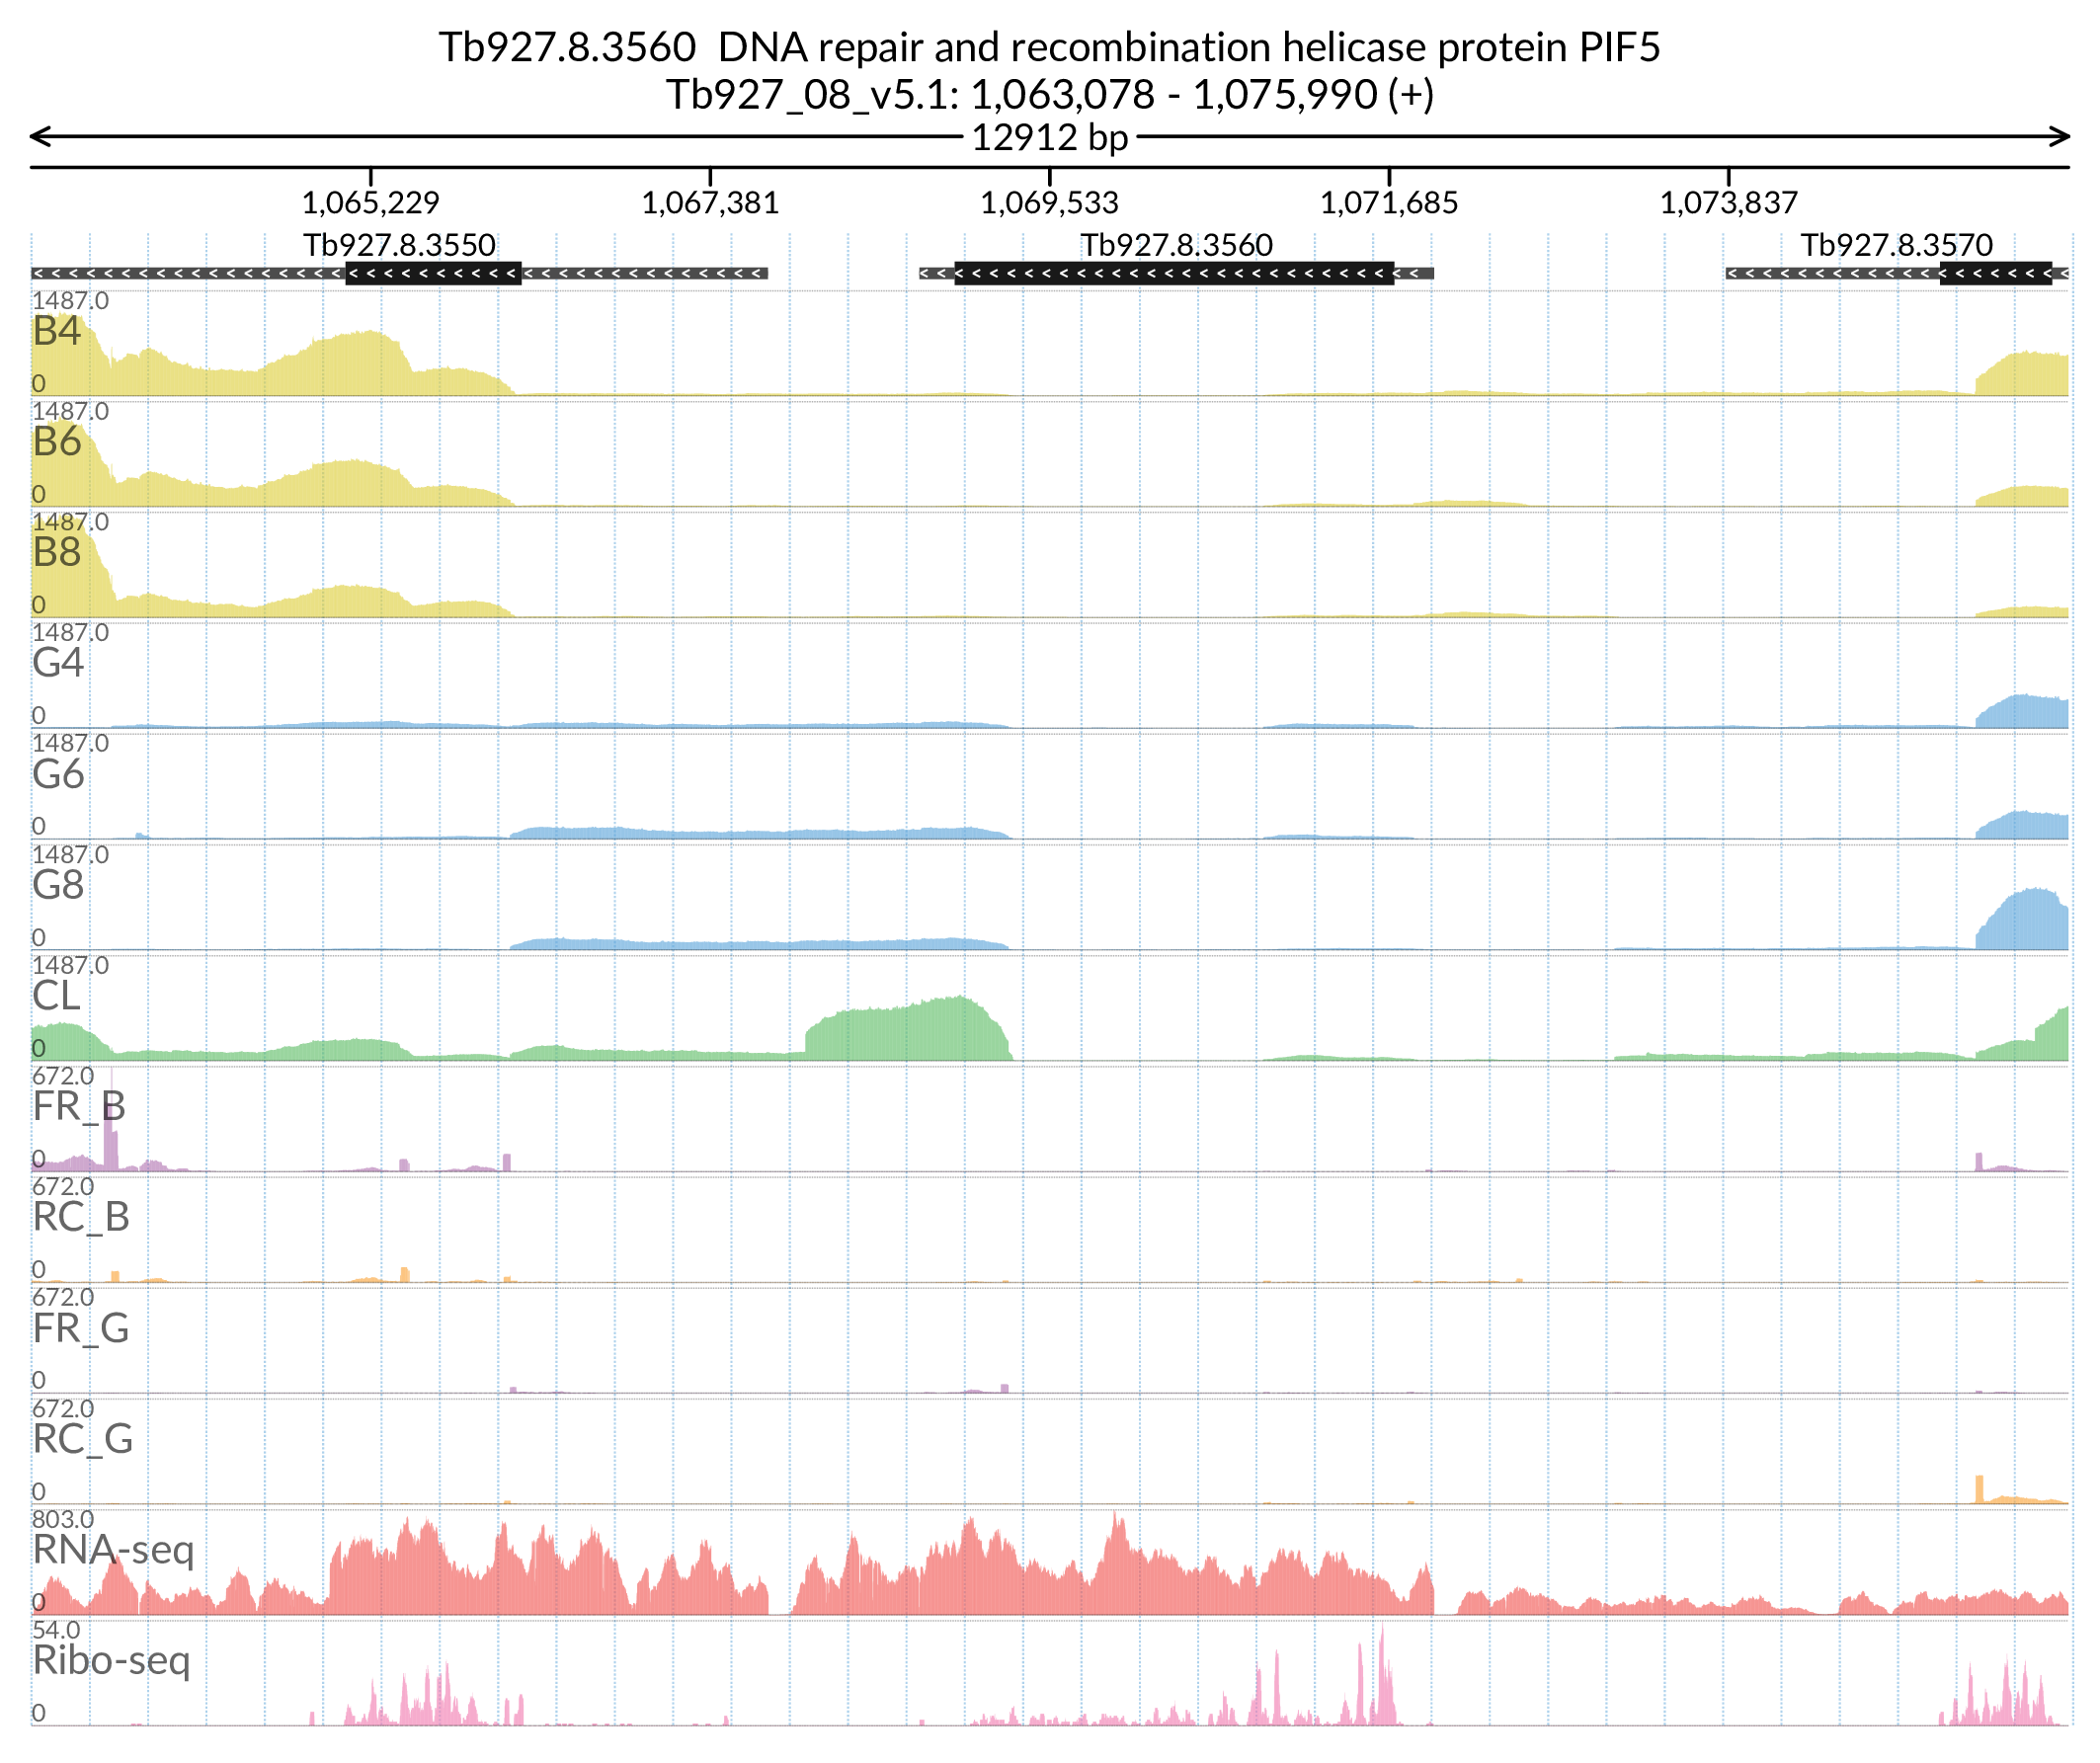 Tb927.8.3560  DNA repair and recombination helicase protein PIF5
Tb927_08_v5.1: 1,063,078 - 1,075,990 (+)
12912 bp
1,065,229 1,067,381 1,069,533 1,071,685 1,073,837
Tb927.8.3550 Tb927.8.3560 Tb927.8.3570
1487.0
B4
0
1487.0
B6
0
1487.0
B8
0
1487.0
G4
0
1487.0
G6
0
1487.0
G8
0
1487.0
CL
0
672.0
FR_B
0
672.0
RC_B
0
672.0
FR_G
0
672.0
RC_G
0
803.0
RNA-seq
0
54.0
Ribo-seq
0